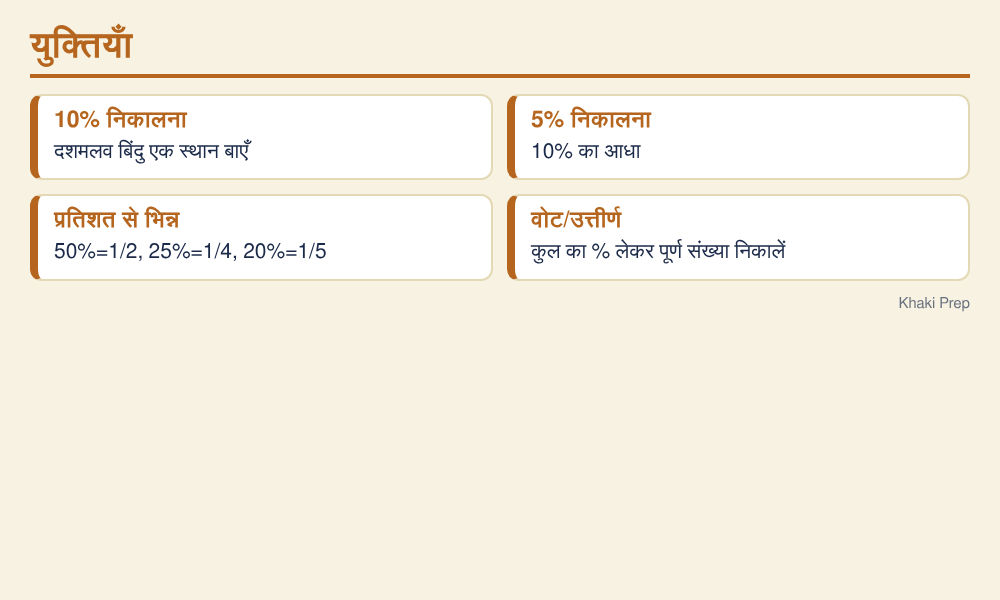 युक्तियाँ
10% निकालना
दशमलव बिंदु एक स्थान बाएँ
5% निकालना
10% का आधा
प्रतिशत से भिन्न
50%=1/2, 25%=1/4, 20%=1/5
वोट/उत्तीर्ण
कुल का % लेकर पूर्ण संख्या निकालें
Khaki Prep